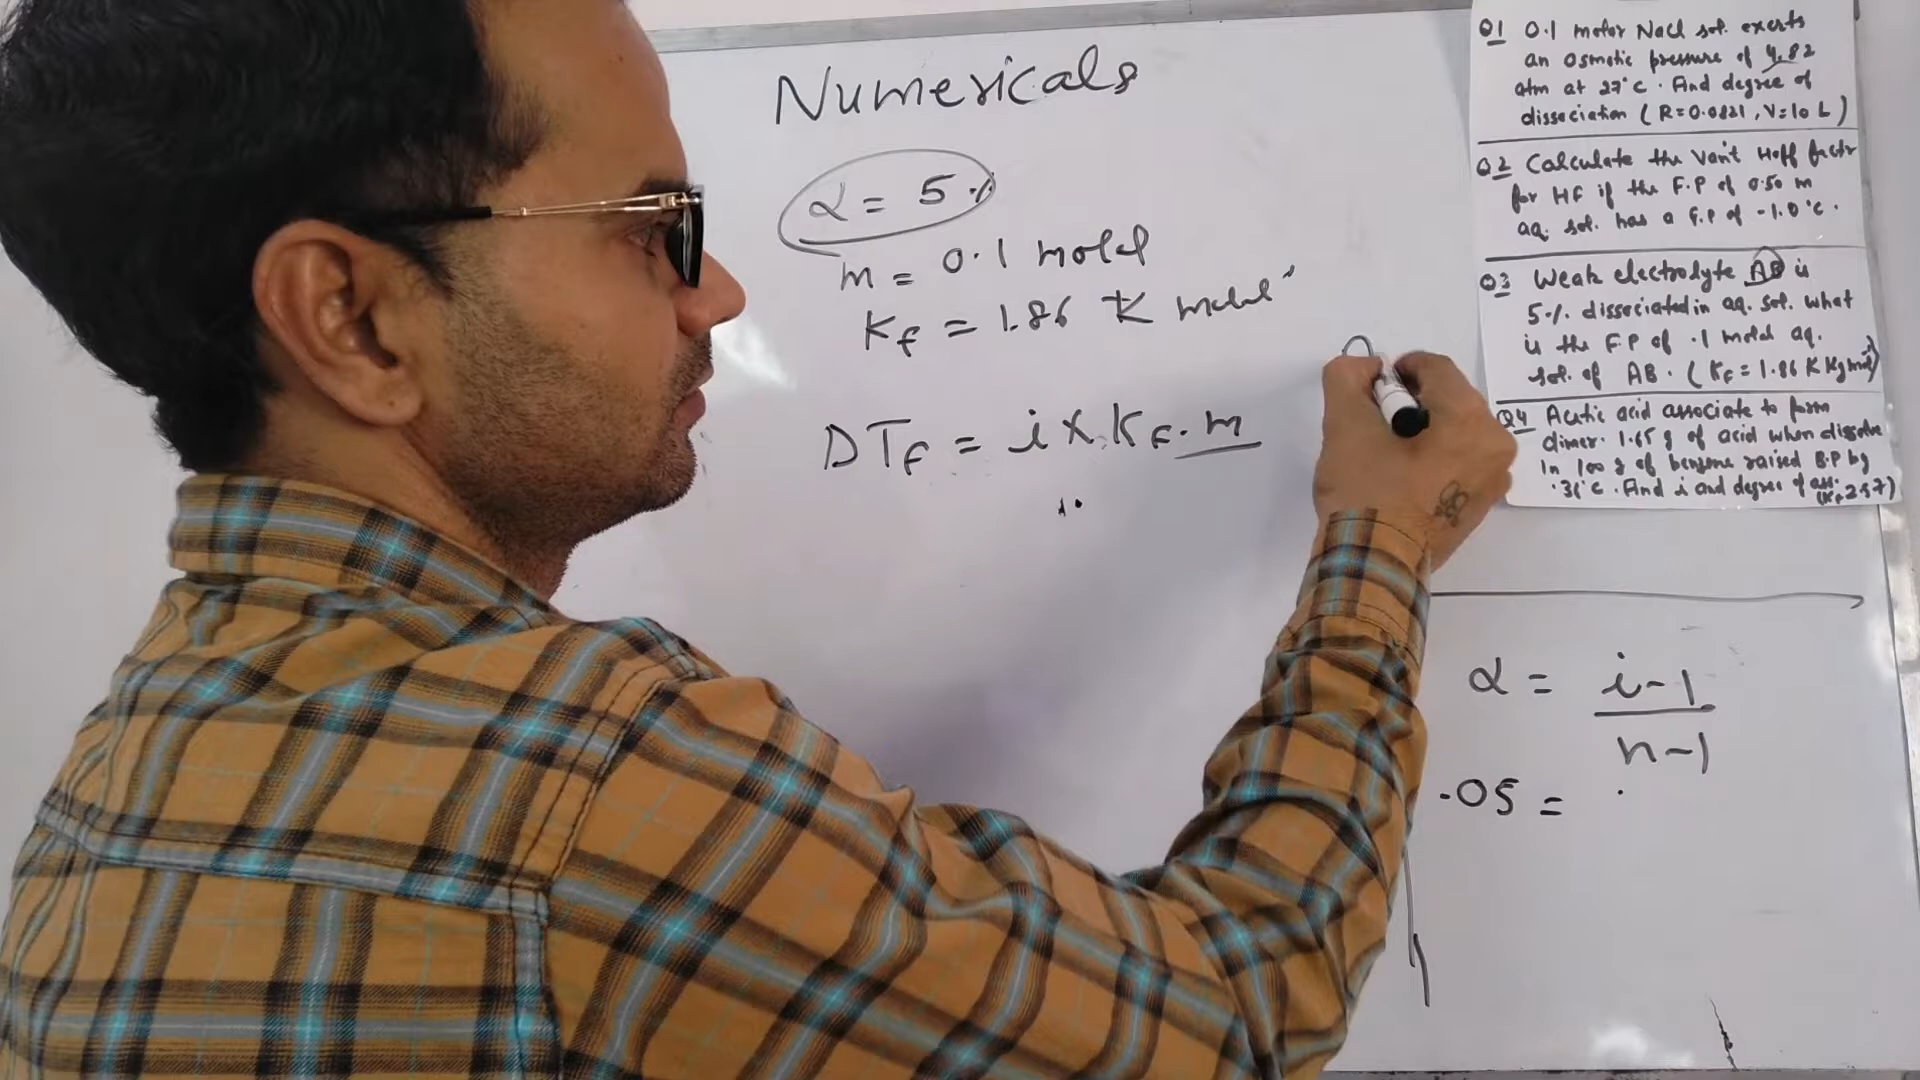 Numericals
α = 5 %
m = 0.1 molal
Kf = 1.86 K molal⁻
DTf = i x Kf . m
Q1 0.1 molar NaCl sol. exerts
an osmotic pressure of 4.82
atm at 27°C. Find degree of
dissociation ( R=0.0821, V=10 L )
Q2 Calculate the Van't Hoff factr
for HF if the F.P of 0.50 m
aq. sol. has a F.P of -1.0°C.
Q3 Weak electrolyte AB is
5.%. dissociated in aq. sol. what
is the F.P of .1 molal aq.
sol. of AB. ( Kf = 1.86 K Kg mol⁻)
Q4 Acetic acid associate to form
dimer. 1.65 g of acid when dissolve
in 100 g of benzene raised B.P by
.36°C. Find i and degree of ass.
α = i-1
n-1
.05 =